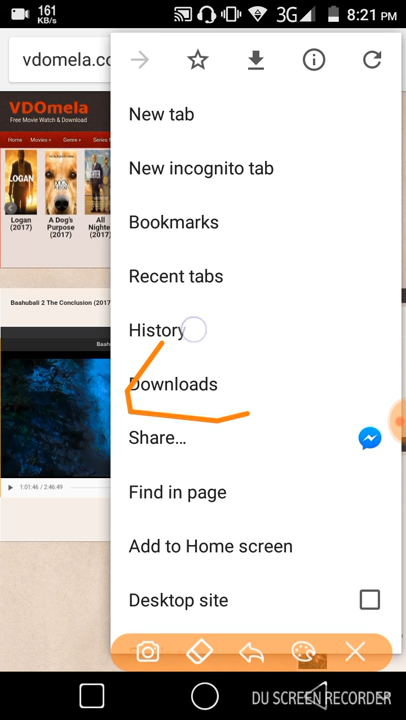 161
KB/s
3G
8:21 PM
vdomela.co
VDOmela
Free Movie Watch & Download
Home Movies Genre Series
LOGAN
Logan
(2017)
A Dog's
Purpose
(2017)
All
Nighte
(2017)
Baahubali 2 The Conclusion (2017
Baah
1:01:46 / 2:46:49
New tab
New incognito tab
Bookmarks
Recent tabs
History
Downloads
Share...
Find in page
Add to Home screen
Desktop site
DU SCREEN RECORDER